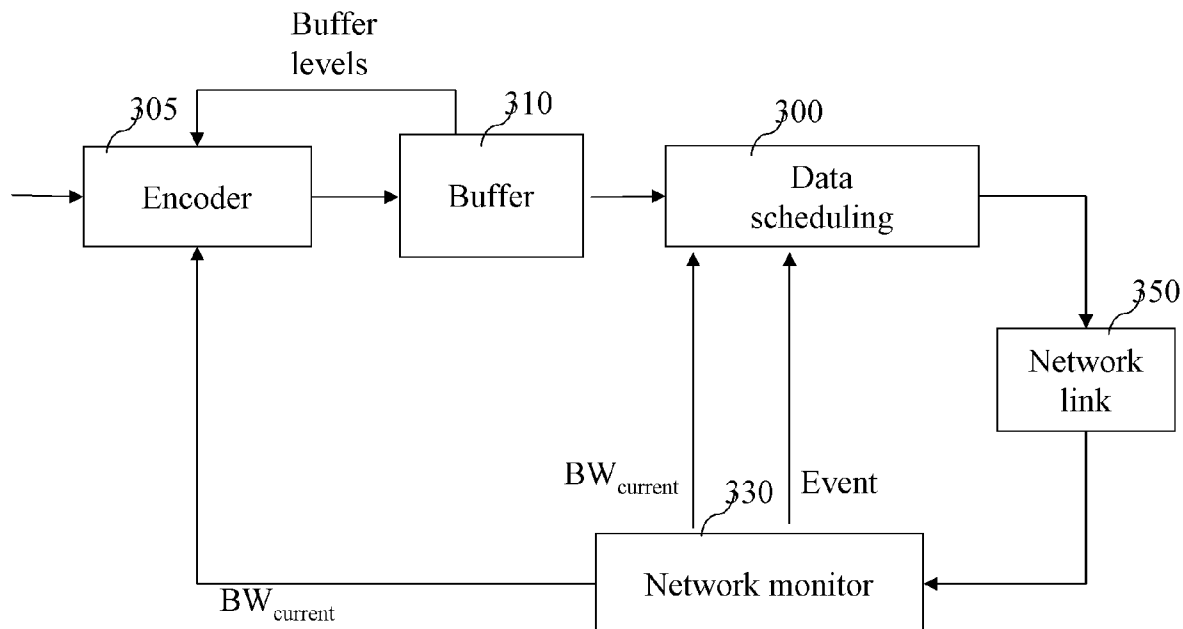 Buffer
levels
305
310
300
Encoder
Buffer
Data
scheduling
350
Network
link
BWcurrent
330
Event
Network monitor
BWcurrent